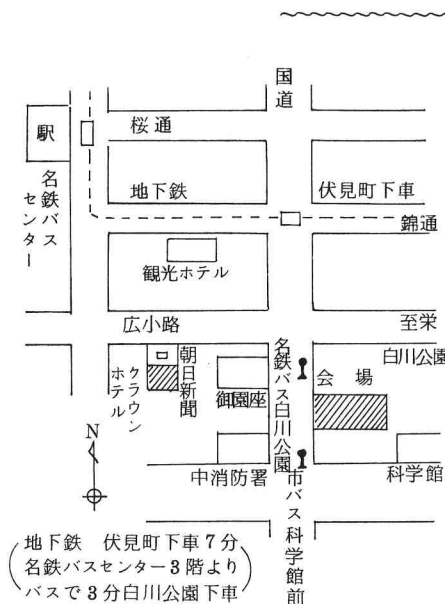 国道
駅
桜通
名鉄バスセンター
地下鉄
伏見町下車
錦通
観光ホテル
広小路
至栄
クラウンホテル
朝日新聞
御園座
名鉄バス白川公園
白川公園
会場
N
中消防署
市バス科学館前
科学館
地下鉄 伏見町下車7分
名鉄バスセンター3階より
バスで3分白川公園下車